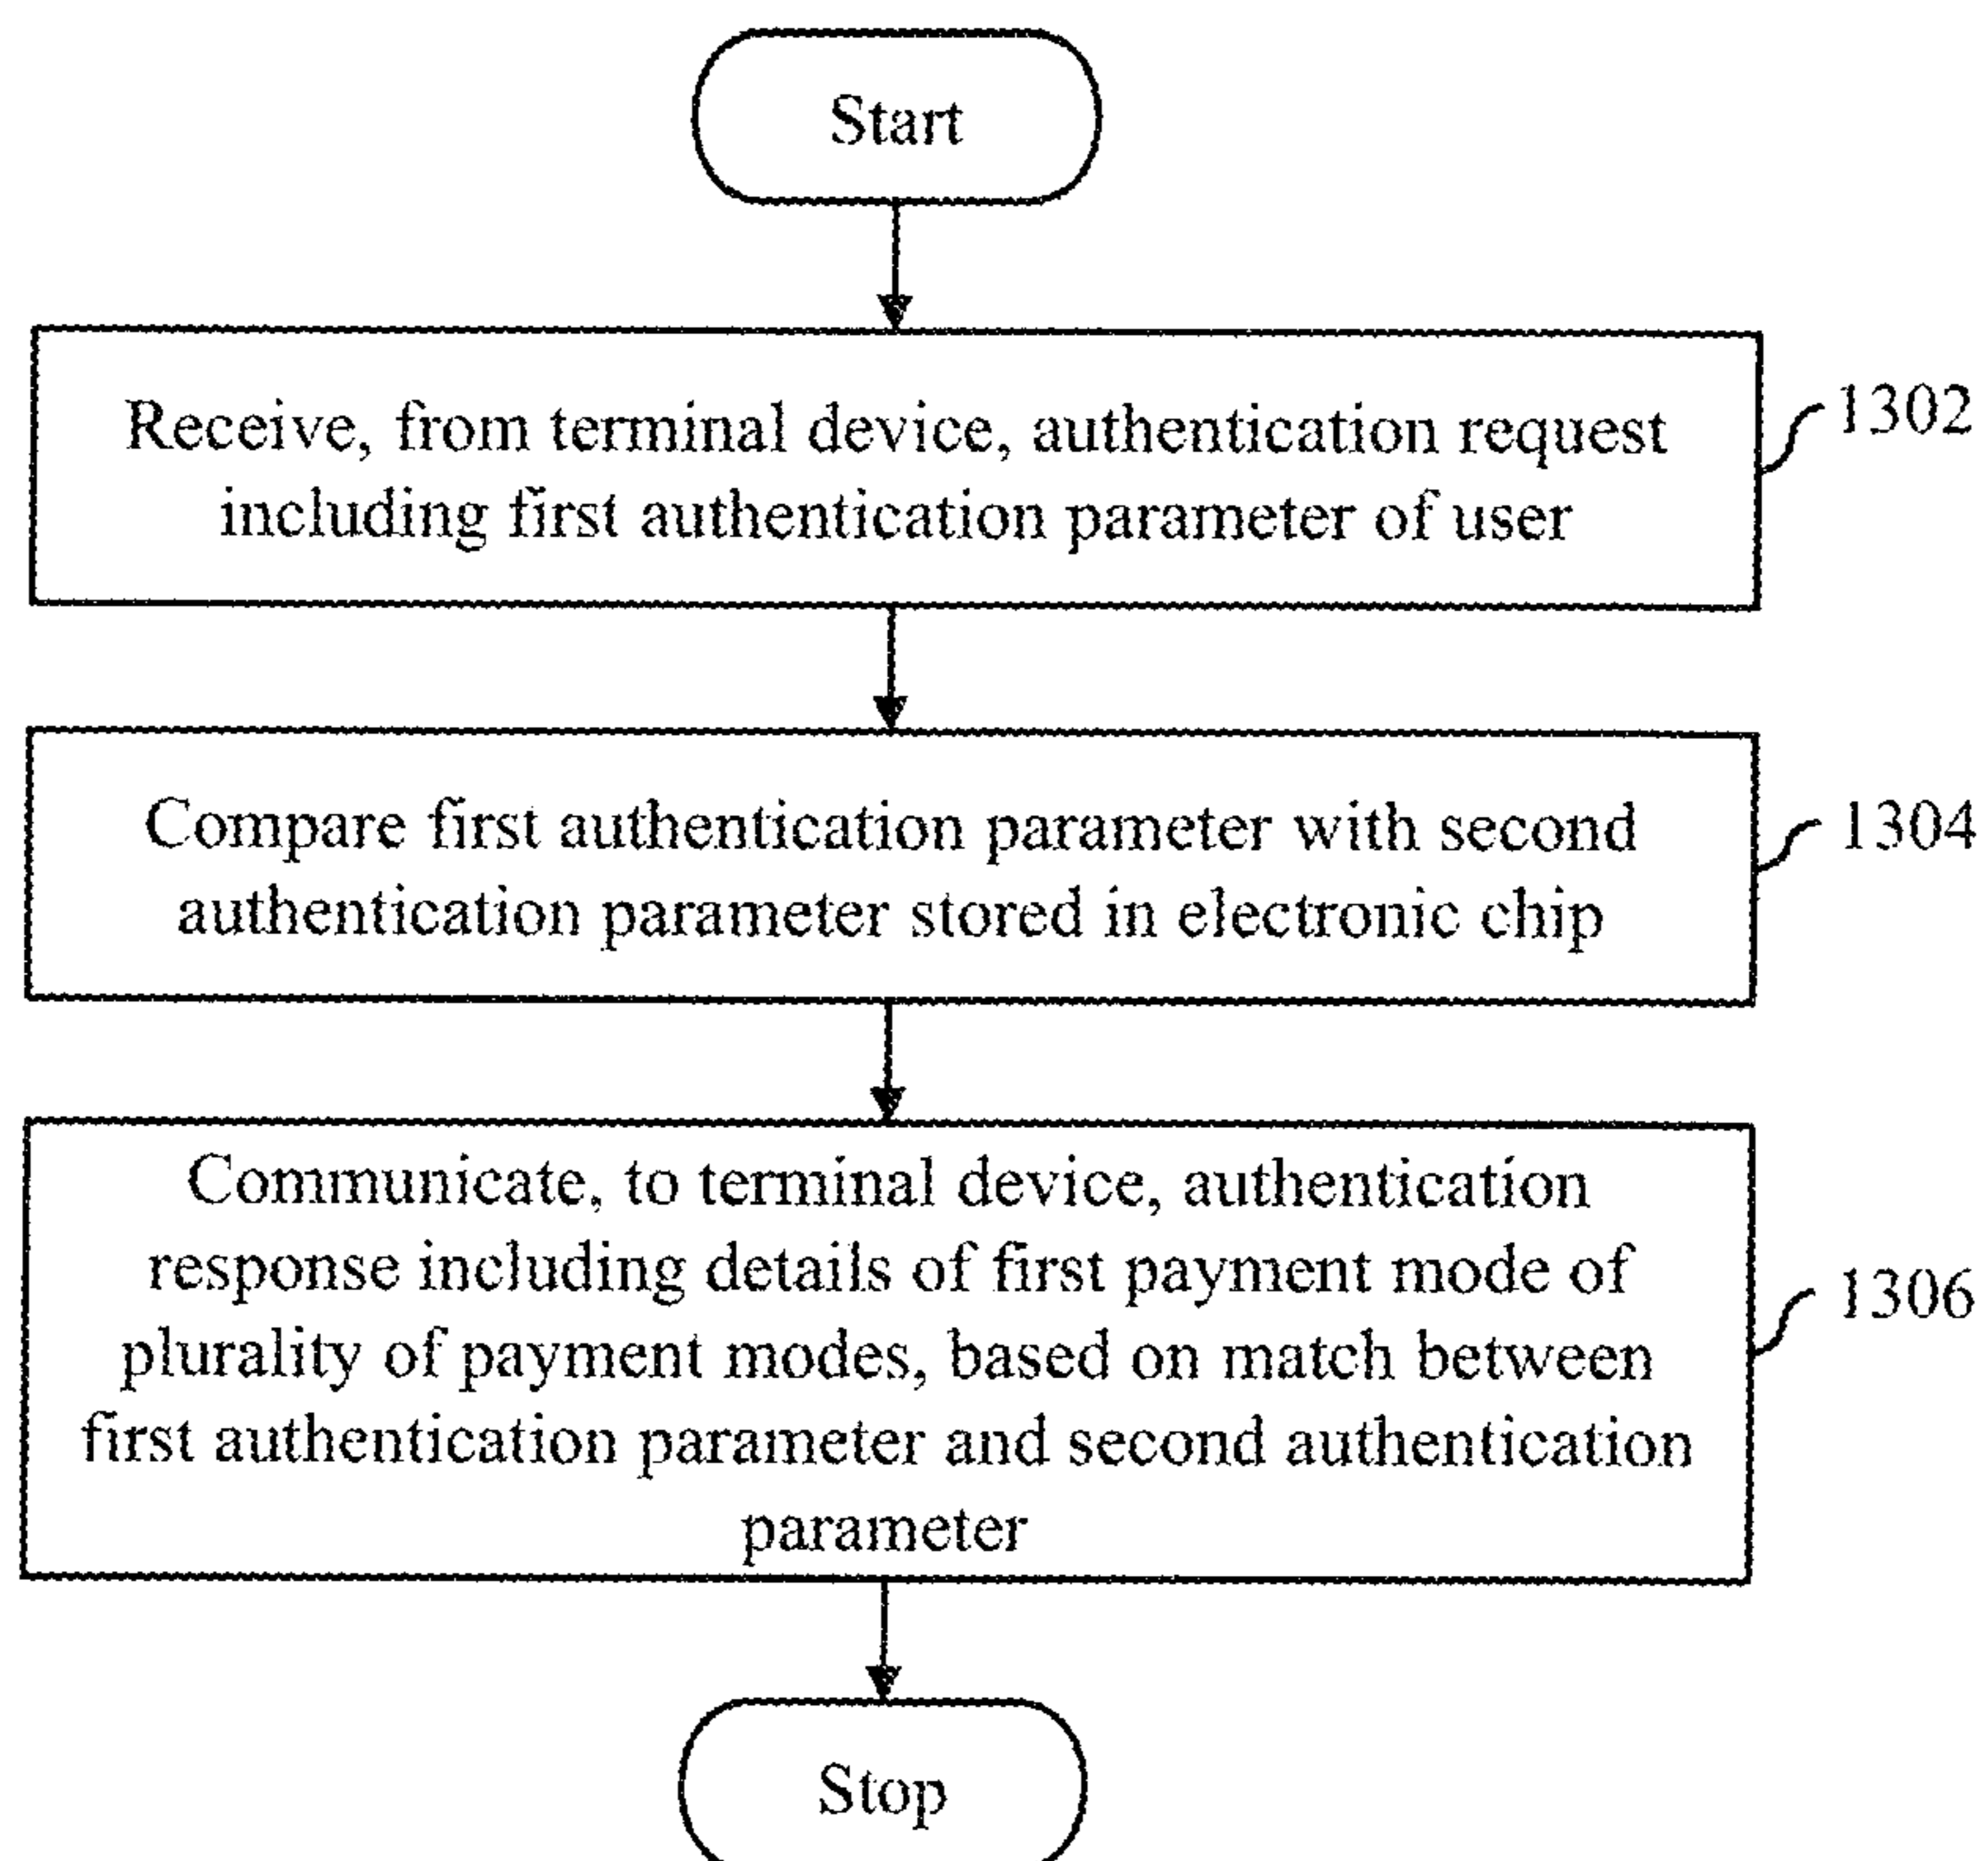 Start
Receive, from terminal device, authentication request
including first authentication parameter of user
1302
Compare first authentication parameter with second
authentication parameter stored in electronic chip
1304
Communicate, to terminal device, authentication
response including details of first payment mode of
plurality of payment modes, based on match between
first authentication parameter and second authentication
parameter
1306
Stop